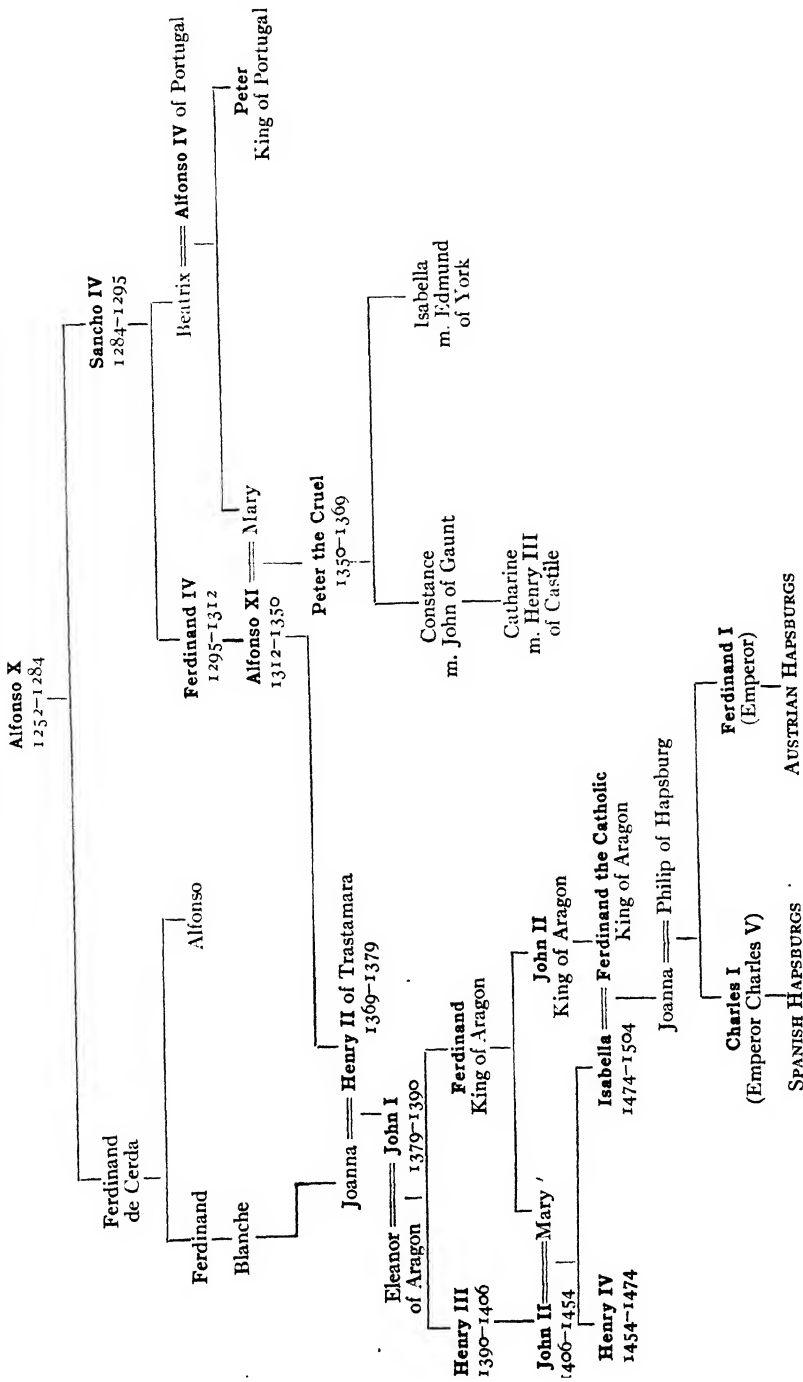 Alfonso X
1252–1284
Ferdinand
de Cerda
Sancho IV
1284–1295
Ferdinand
Alfonso
Ferdinand IV
1295–1312
Beatrix == Alfonso IV of Portugal
Blanche
Alfonso XI == Mary
1312–1350
Peter
King of Portugal
Joanna == Henry II of Trastamara
1369–1379
Peter the Cruel
1350–1369
Eleanor == John I
of Aragon
1379–1390
Constance
m. John of Gaunt
Isabella
m. Edmund
of York
Henry III
1390–1406
Ferdinand
King of Aragon
Catharine
m. Henry III
of Castile
John II == Mary
1406–1454
John II
King of Aragon
Henry IV
1454–1474
Isabella == Ferdinand the Catholic
1474–1504
King of Aragon
Joanna == Philip of Hapsburg
Charles I
(Emperor Charles V)
Ferdinand I
(Emperor)
SPANISH HAPSBURGS
AUSTRIAN HAPSBURGS